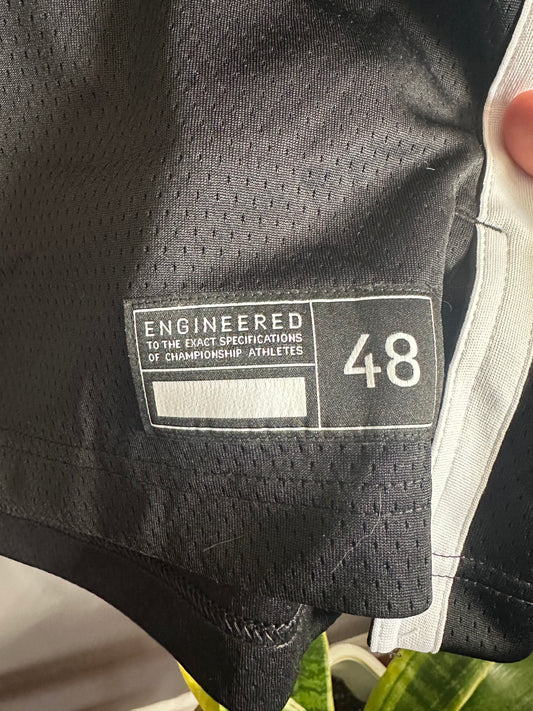 ENGINEERED
TO THE EXACT SPECIFICATIONS
OF CHAMPIONSHIP ATHLETES
48